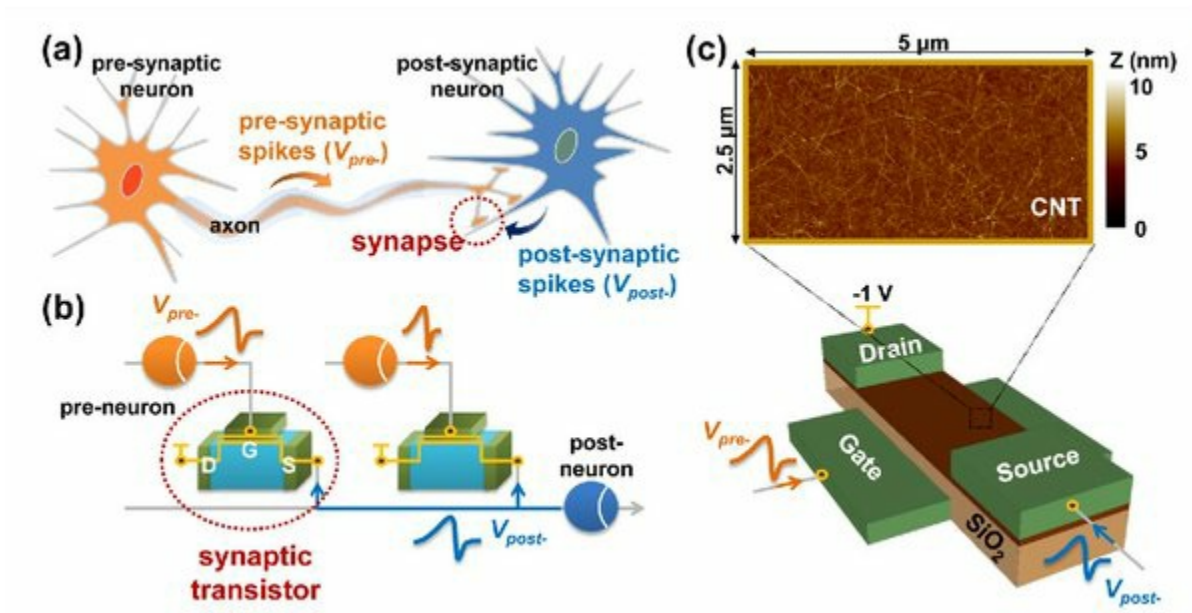 (a)
pre-synaptic
neuron
post-synaptic
neuron
pre-synaptic
spikes (Vpre-)
axon
synapse
post-synaptic
spikes (Vpost-)
(b)
Vpre-
pre-neuron
D
G
S
post-
neuron
Vpost-
synaptic
transistor
(c)
5 µm
2.5 µm
Z (nm)
10
5
0
CNT
-1 V
Drain
Vpre-
Gate
Source
SiO2
Vpost-